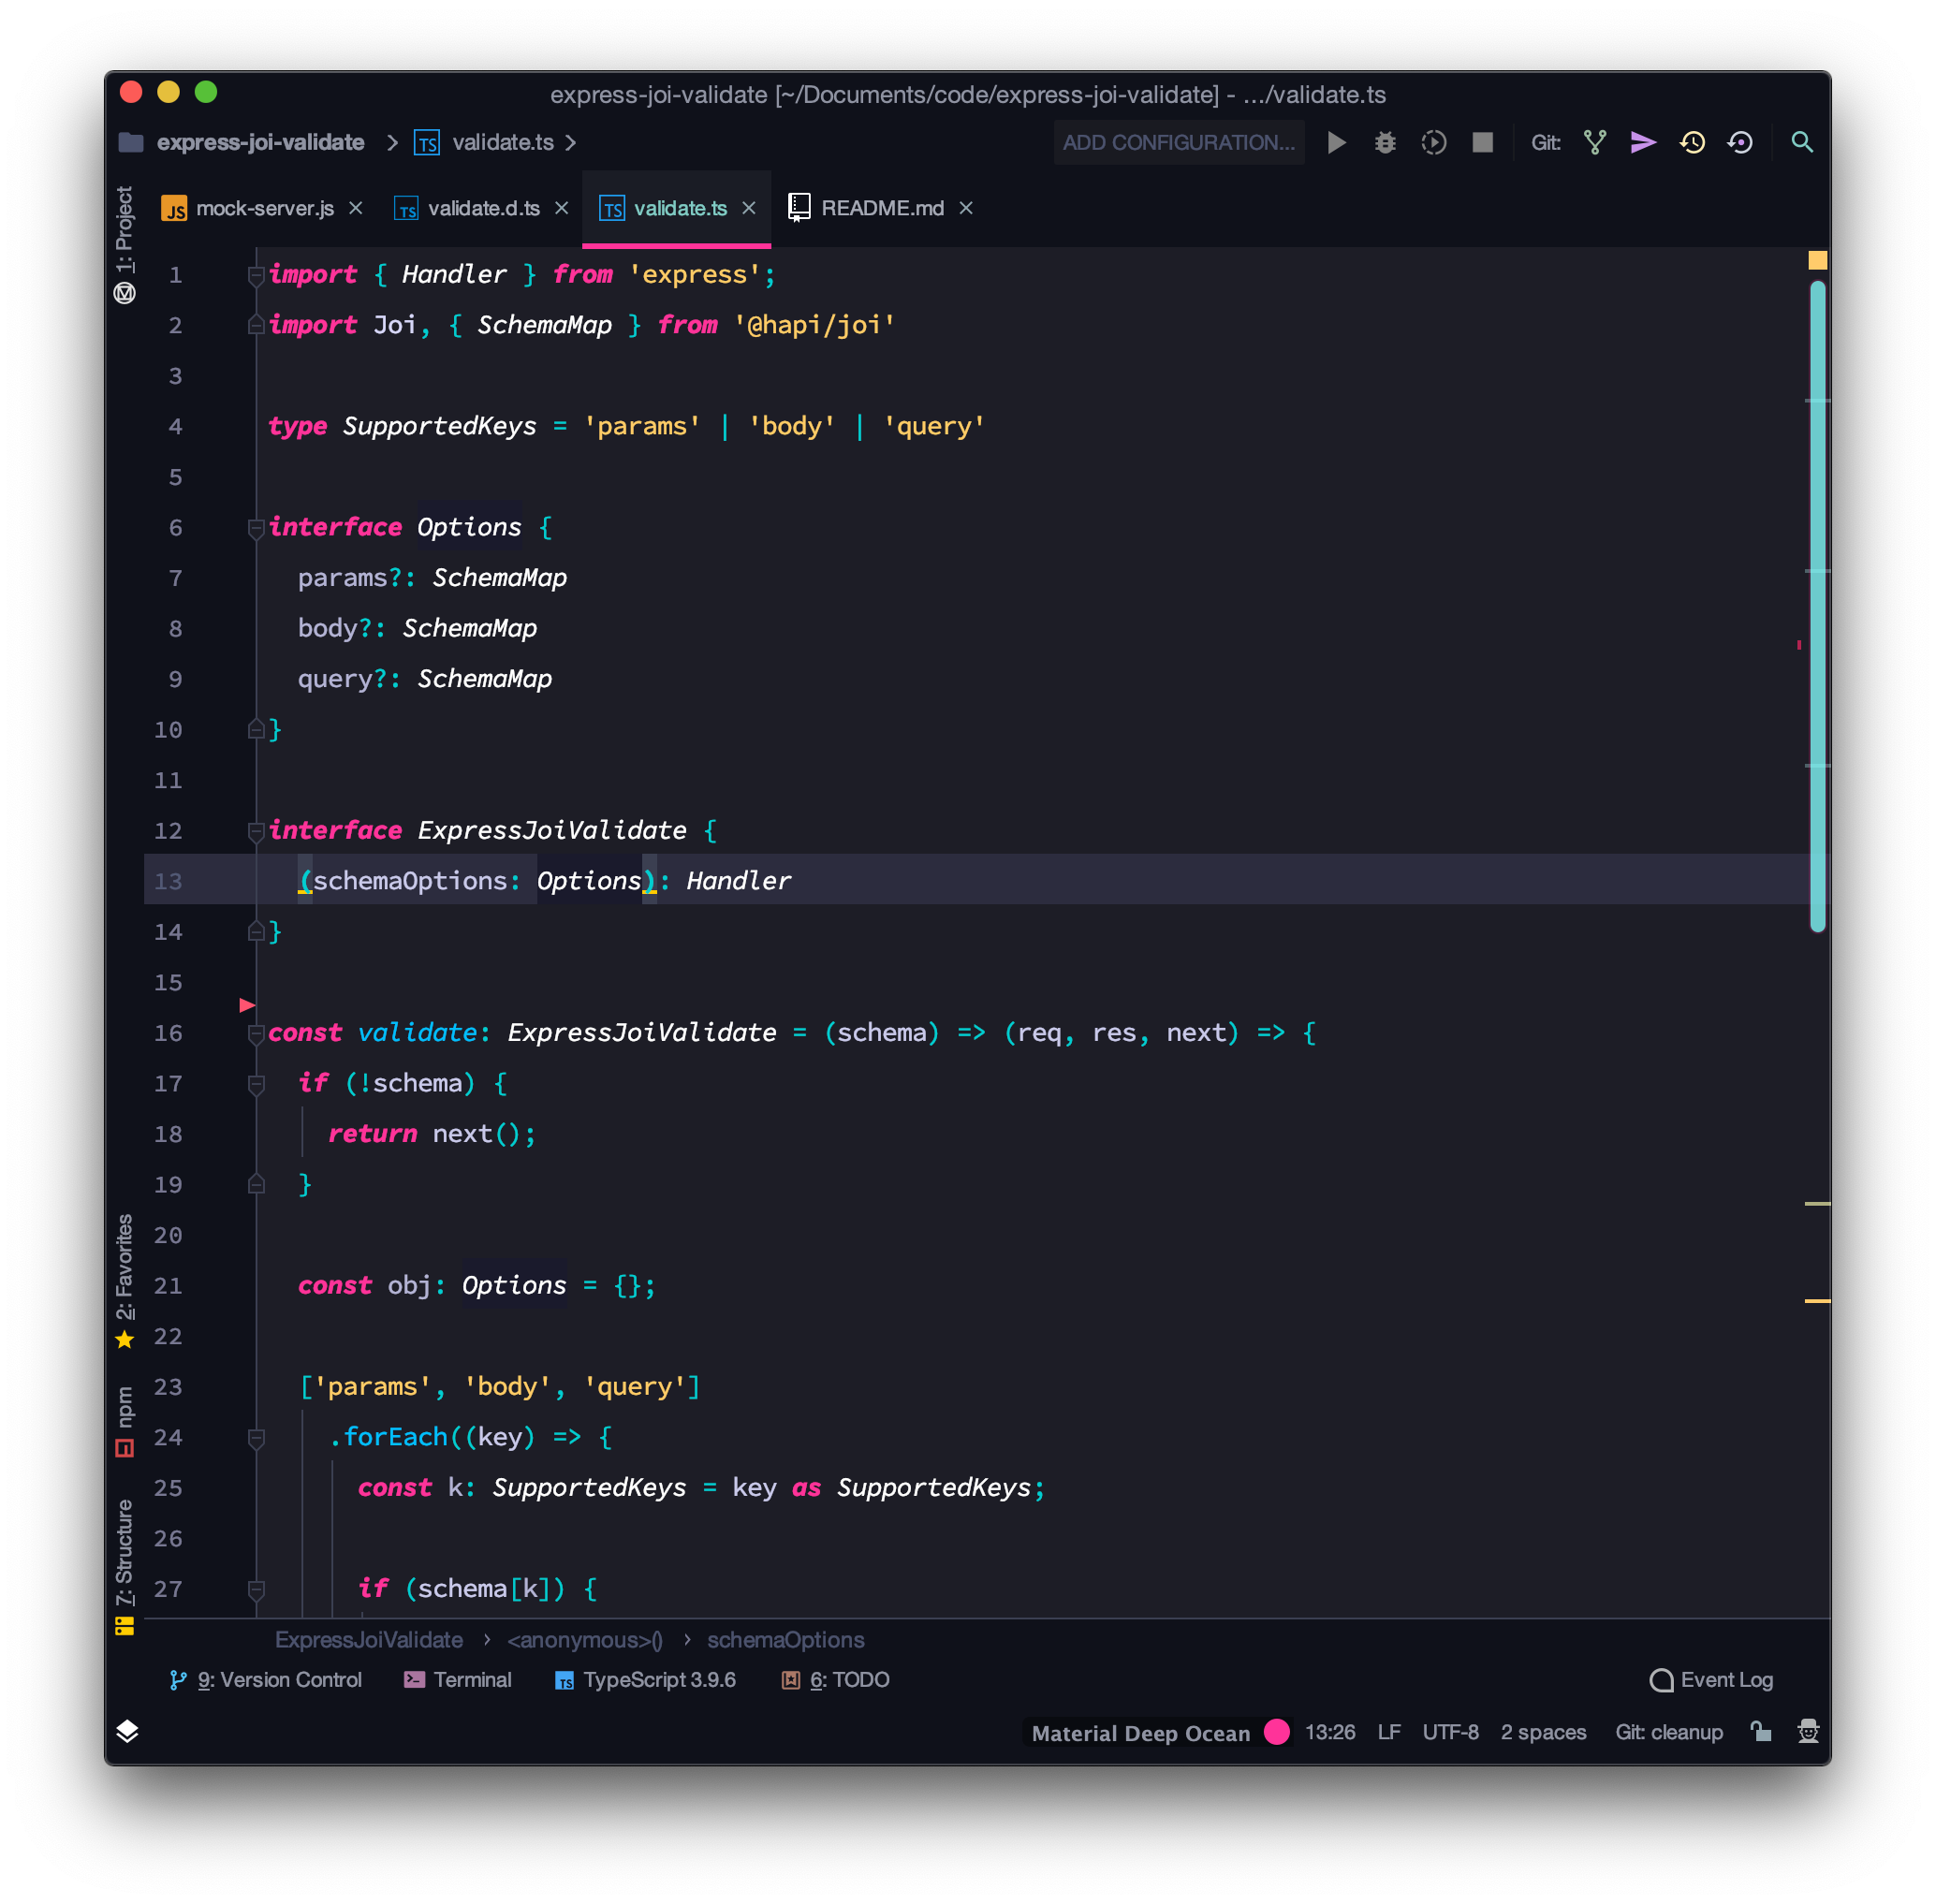 express-joi-validate [~/Documents/code/express-joi-validate] - .../validate.ts
express-joi-validate > TS validate.ts >
ADD CONFIGURATION...
Git:
1: Project
JS mock-server.js ×
TS validate.d.ts ×
TS validate.ts ×
README.md ×
1 import { Handler } from 'express';
2 import Joi, { SchemaMap } from '@hapi/joi'
3
4 type SupportedKeys = 'params' | 'body' | 'query'
5
6 interface Options {
7   params?: SchemaMap
8   body?: SchemaMap
9   query?: SchemaMap
10 }
11
12 interface ExpressJoiValidate {
13   (schemaOptions: Options): Handler
14 }
15
16 const validate: ExpressJoiValidate = (schema) => (req, res, next) => {
17   if (!schema) {
18     return next();
19   }
20
21   const obj: Options = {};
22
23   ['params', 'body', 'query']
24     .forEach((key) => {
25       const k: SupportedKeys = key as SupportedKeys;
26
27       if (schema[k]) {
2: Favorites
npm
7: Structure
ExpressJoiValidate > <anonymous>() > schemaOptions
9: Version Control
Terminal
TS TypeScript 3.9.6
6: TODO
Event Log
Material Deep Ocean
13:26
LF
UTF-8
2 spaces
Git: cleanup